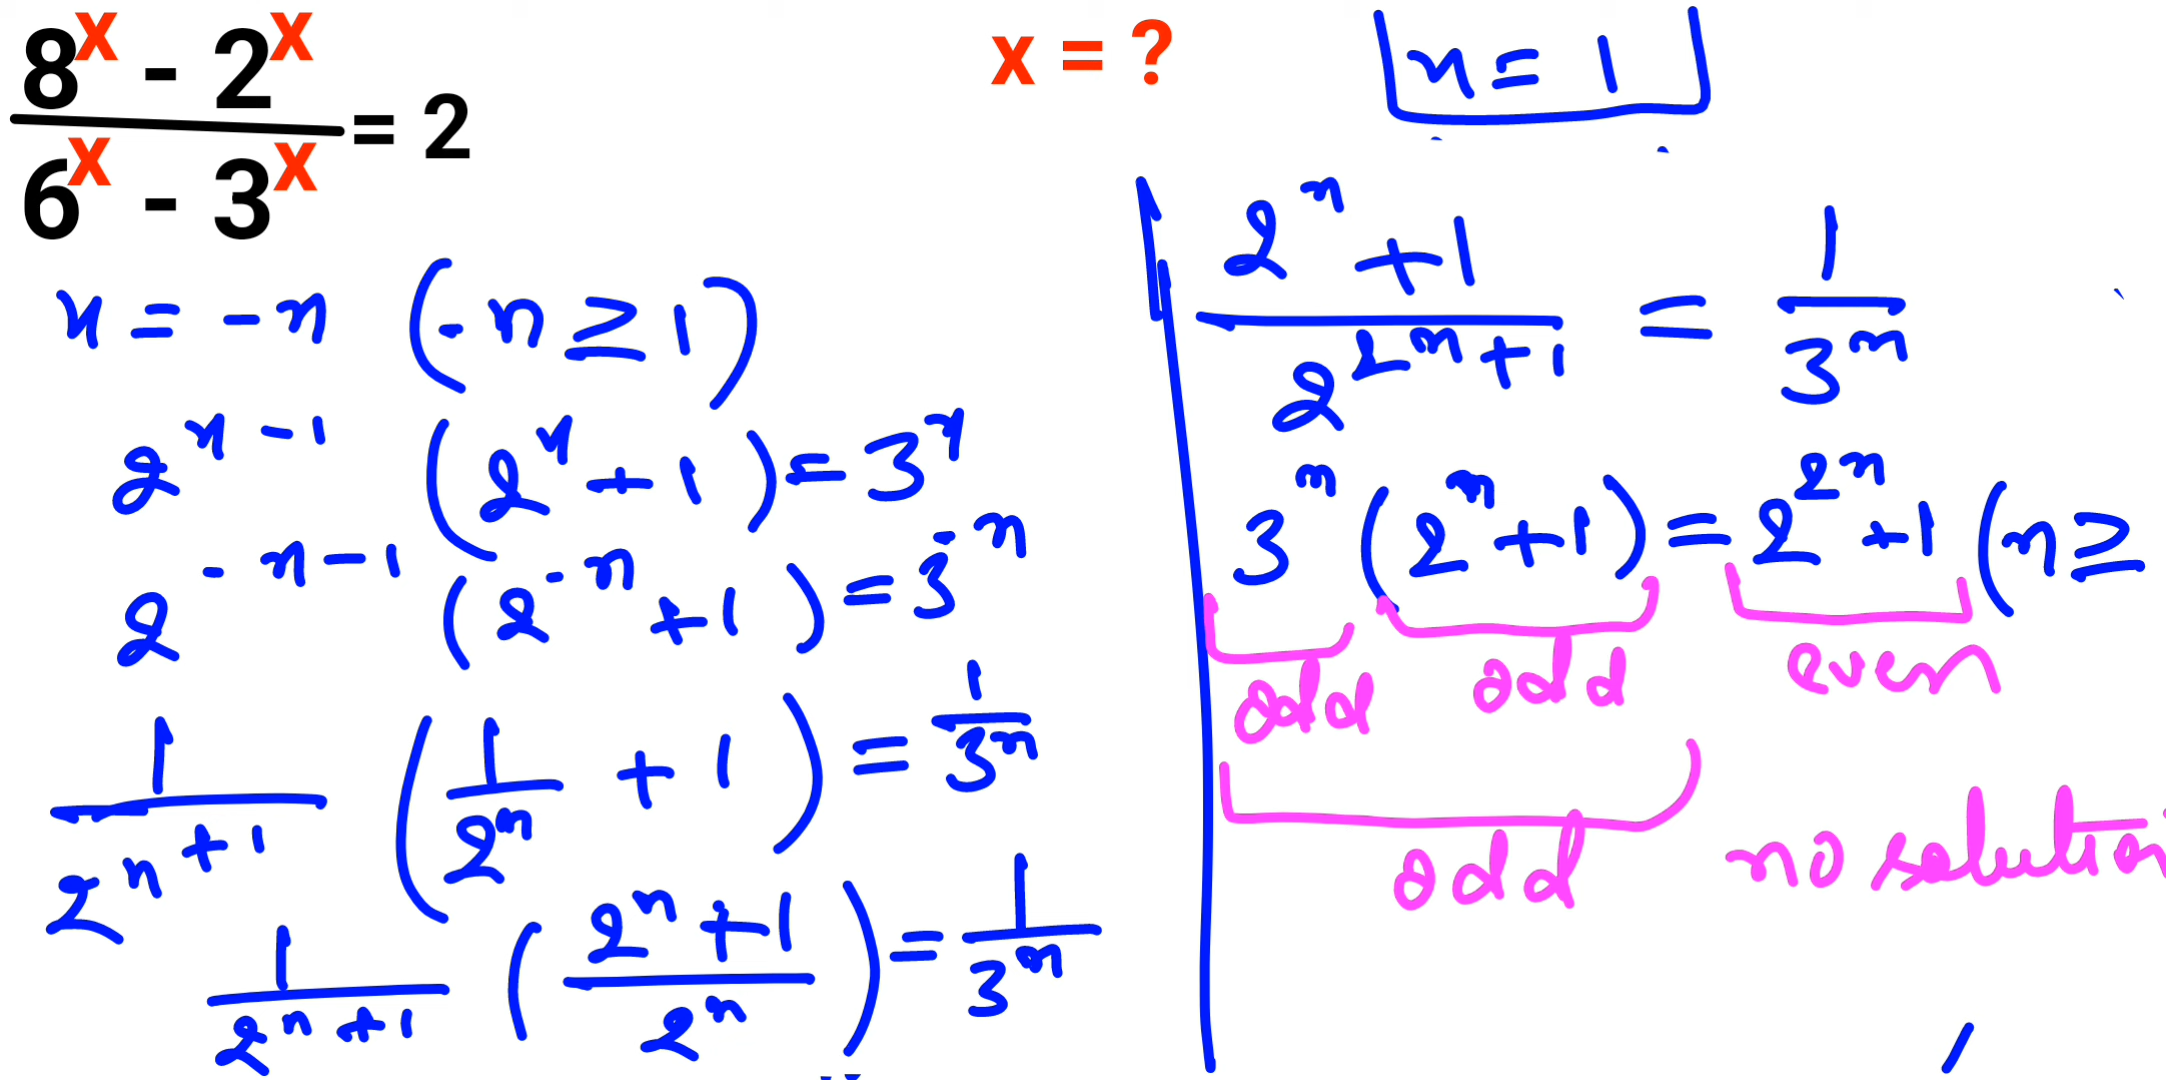 8^x - 2^x / 6^x - 3^x = 2
x = ?
x = 1
x = -n (-n ≥ 1)
2^{x-1} (2^x + 1) = 3^x
2^{-n-1} (2^{-n} + 1) = 3^{-n}
1 / 2^{n+1} (1 / 2^n + 1) = 1 / 3^n
1 / 2^{n+1} (2^n + 1 / 2^n) = 1 / 3^n
2^n + 1 / 2^{2n+1} = 1 / 3^n
3^n (2^n + 1) = 2^{2n+1} (n ≥
odd odd even
odd no solution